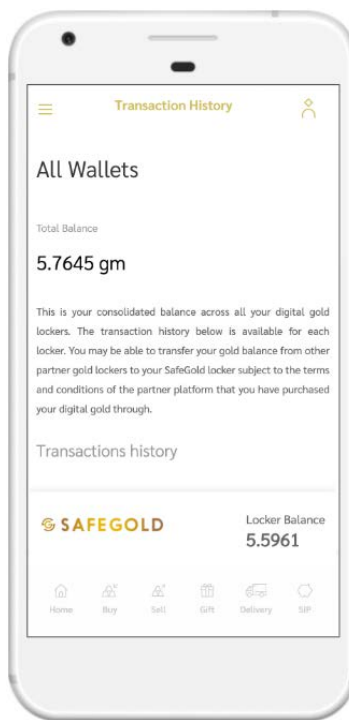 Transaction History
All Wallets
Total Balance
5.7645 gm
This is your consolidated balance across all your digital gold
lockers. The transaction history below is available for each
locker. You may be able to transfer your gold balance from other
partner gold lockers to your SafeGold locker subject to the terms
and conditions of the partner platform that you have purchased
your digital gold through.
Transactions history
SAFEGOLD
Locker Balance
5.5961
Home Buy Sell Gift Delivery SIP